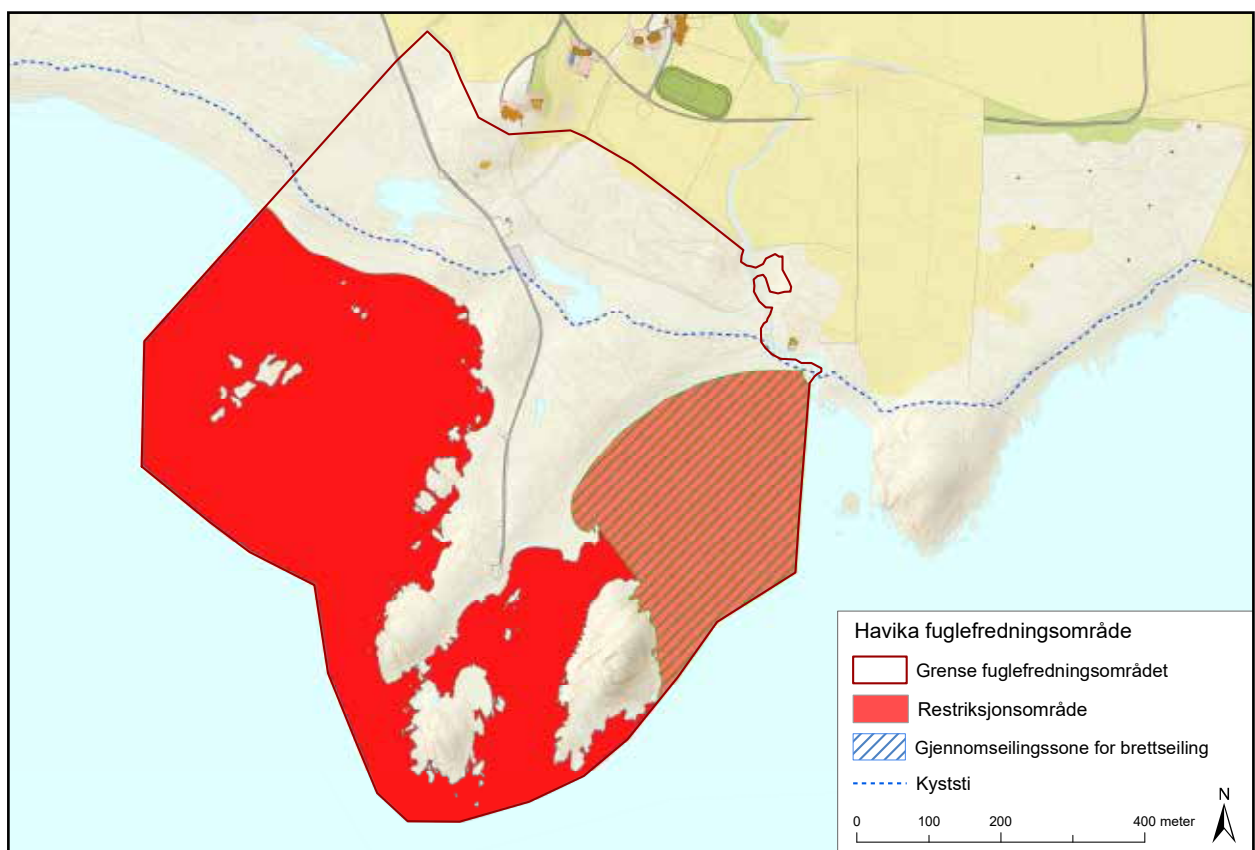 Havika fuglefredningsområde
Grense fuglefredningsområdet
Restriksjonsområde
Gjennomseilingssone for brettseiling
Kyststi
N
0 100 200 400 meter